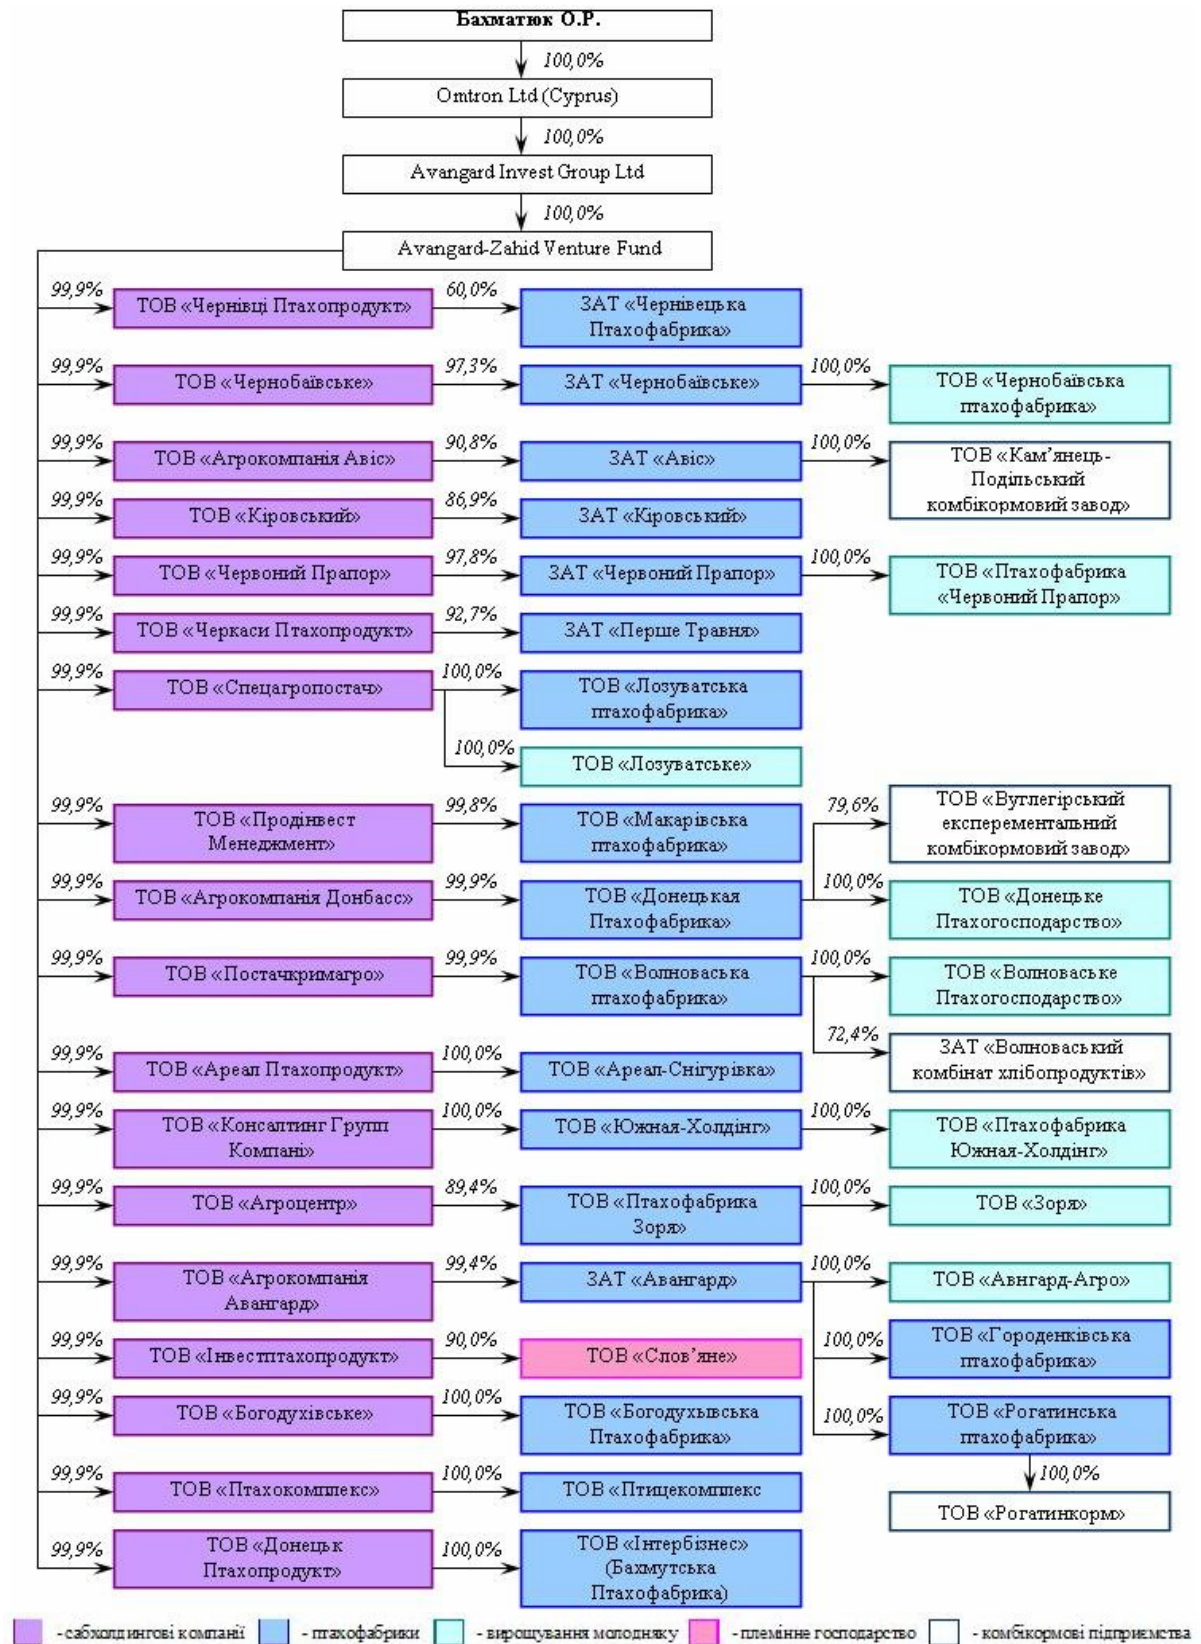 Бахматюк О.Р.
100,0%
Omtron Ltd (Cyprus)
100,0%
Avangard Invest Group Ltd
100,0%
Avangard-Zahid Venture Fund
99,9%
ТОВ «Чернівці Птахопродукт»
60,0%
ЗАТ «Чернівецька
Птахофабрика»
99,9%
ТОВ «Чернобаївське»
97,3%
ЗАТ «Чернобаївське»
100,0%
ТОВ «Чернобаївська
птахофабрика»
99,9%
ТОВ «Агрокомпанія Авіс»
90,8%
ЗАТ «Авіс»
100,0%
ТОВ «Кам’янець-
Подільський
комбікормовий завод»
99,9%
ТОВ «Кіровський»
86,9%
ЗАТ «Кіровський»
99,9%
ТОВ «Червоний Прапор»
97,8%
ЗАТ «Червоний Прапор»
100,0%
ТОВ «Птахофабрика
«Червоний Прапор»
99,9%
ТОВ «Черкаси Птахопродукт»
92,7%
ЗАТ «Перше Травня»
99,9%
ТОВ «Спецагропостач»
100,0%
ТОВ «Лозуватська
птахофабрика»
100,0%
ТОВ «Лозуватське»
99,9%
ТОВ «Продінвест
Менеджмент»
99,8%
ТОВ «Макарівська
птахофабрика»
79,6%
ТОВ «Вуглегірський
експерементальний
комбікормовий завод»
99,9%
ТОВ «Агрокомпанія Донбасс»
99,9%
ТОВ «Донецькая
Птахофабрика»
100,0%
ТОВ «Донецьке
Птахогосподарство»
99,9%
ТОВ «Постачкримагро»
99,9%
ТОВ «Волноваська
птахофабрика»
100,0%
ТОВ «Волноваське
Птахогосподарство»
72,4%
ЗАТ «Волноваський
комбінат хлібопродуктів»
99,9%
ТОВ «Ареал Птахопродукт»
100,0%
ТОВ «Ареал-Снігурівка»
99,9%
ТОВ «Консалтинг Групп
Компані»
100,0%
ТОВ «Южная-Холдінг»
100,0%
ТОВ «Птахофабрика
Южная-Холдінг»
99,9%
ТОВ «Агроцентр»
89,4%
ТОВ «Птахофабрика
Зоря»
100,0%
ТОВ «Зоря»
99,9%
ТОВ «Агрокомпанія
Авангард»
99,4%
ЗАТ «Авангард»
100,0%
ТОВ «Авнгард-Агро»
100,0%
ТОВ «Городенківська
птахофабрика»
99,9%
ТОВ «Інвестптахопродукт»
90,0%
ТОВ «Слов’яне»
99,9%
ТОВ «Богодухівське»
100,0%
ТОВ «Богодухывська
Птахофабрика»
100,0%
ТОВ «Рогатинська
птахофабрика»
100,0%
ТОВ «Рогатинкорм»
99,9%
ТОВ «Птахокомплекс»
100,0%
ТОВ «Птицекомплекс
99,9%
ТОВ «Донецьк
Птахопродукт»
100,0%
ТОВ «Інтербізнес»
(Бахмутська
Птахофабрика)
- сабхолдингові компанії
- птахофабрики
- вирощування молодняку
- племінне господарство
- комбікормові підприємства